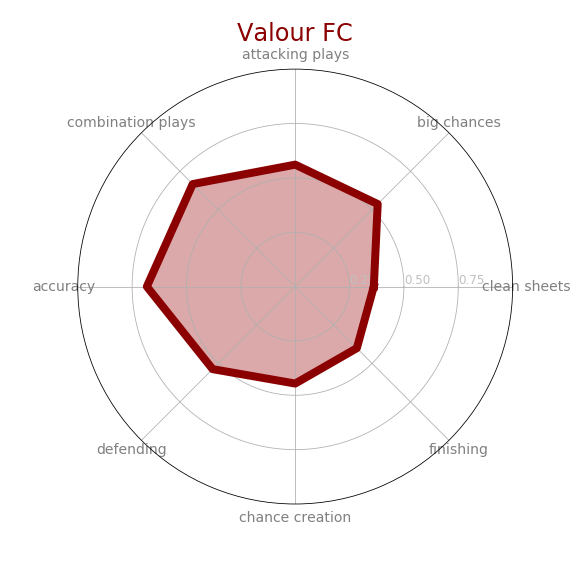 Valour FC
attacking plays
combination plays
big chances
accuracy
0.50
0.75
clean sheets
defending
finishing
chance creation